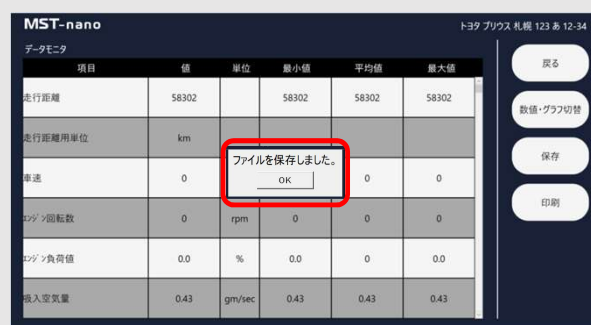 MST-nano
トヨタ プリウス 札幌 123 あ 12-34
データモニタ
項目 値 単位 最小値 平均値 最大値
走行距離 58302 58302 58302 58302
走行距離用単位 km
車速 0 0 0
ｴﾝｼﾞﾝ回転数 0 rpm 0 0 0
ｴﾝｼﾞﾝ負荷値 0.0 % 0.0 0 0.0
吸入空気量 0.43 gm/sec 0.43 0.43 0.43
ファイルを保存しました。
OK
戻る
数値・グラフ切替
保存
印刷